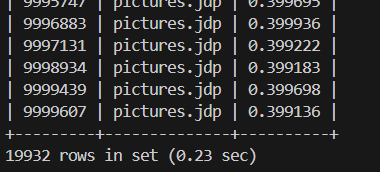 | 9995747 | pictures.jdp | 0.399695 |
| 9996883 | pictures.jdp | 0.399936 |
| 9997131 | pictures.jdp | 0.399222 |
| 9998934 | pictures.jdp | 0.399183 |
| 9999439 | pictures.jdp | 0.399698 |
| 9999607 | pictures.jdp | 0.399136 |
+---------+--------------+----------+
19932 rows in set (0.23 sec)